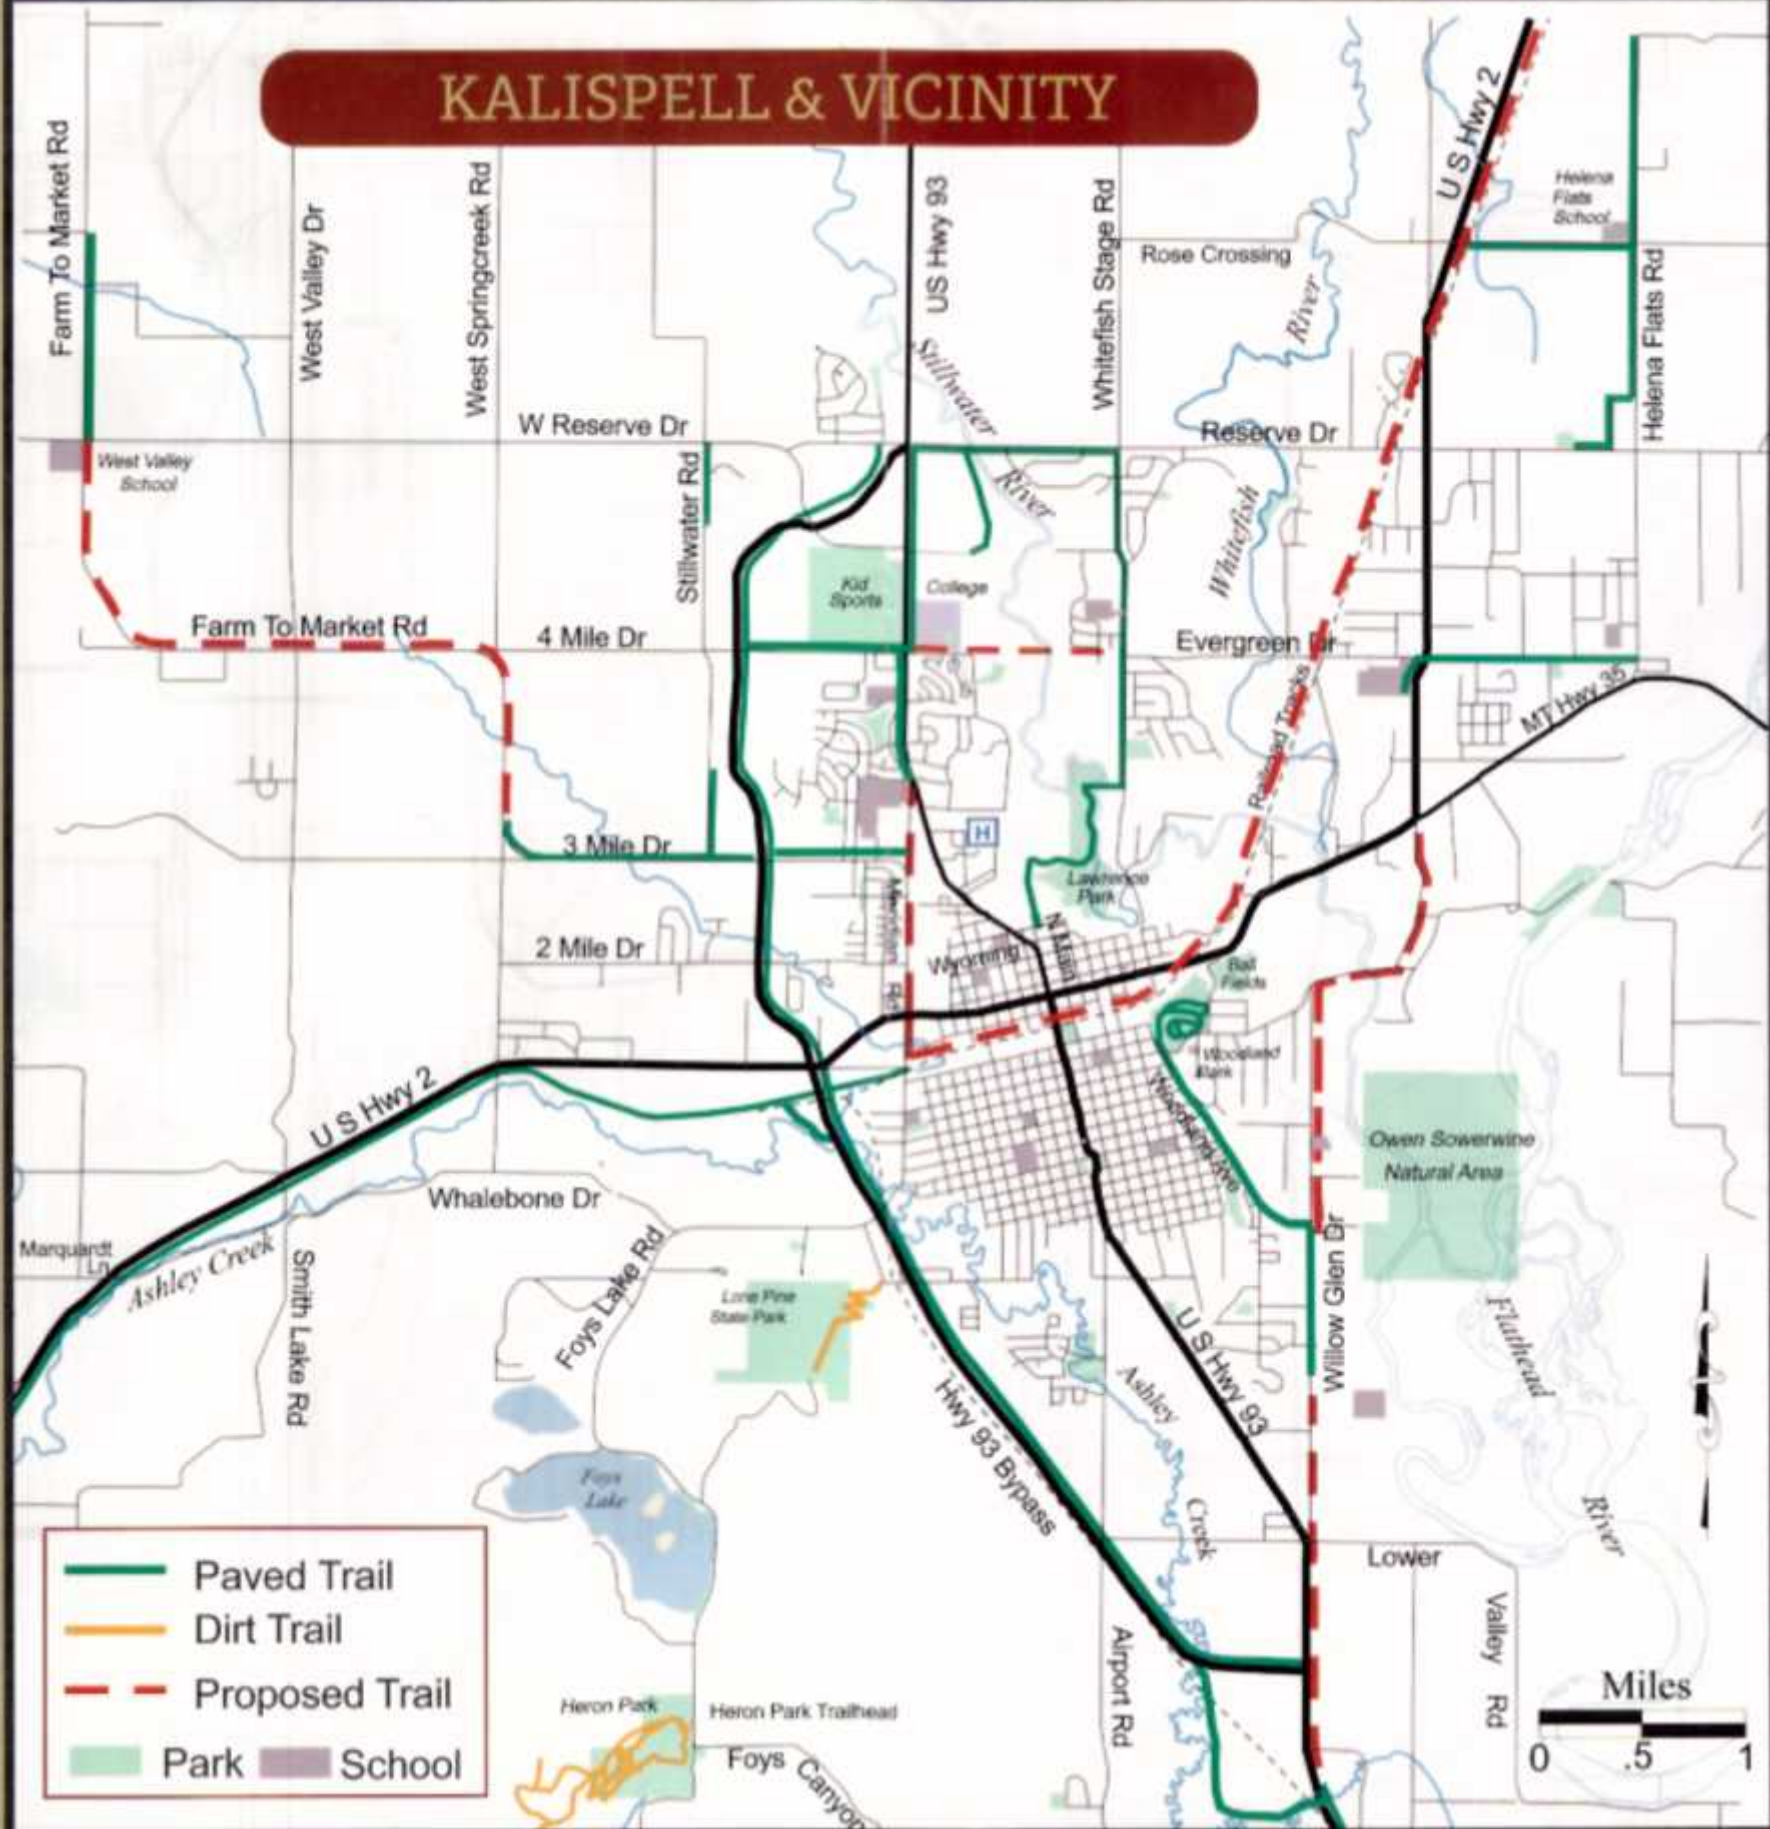 KALISPELL & VICINITY
Farm To Market Rd
West Valley Dr
West Springcreek Rd
US Hwy 93
Whitefish Stage Rd
U S Hwy 2
Helena
Flats
School
Rose Crossing
River
Helena Flats Rd
Stillwater
River
W Reserve Dr
Reserve Dr
West Valley
School
Stillwater Rd
Whitefish
Kid
Sports
College
Farm To Market Rd
4 Mile Dr
Evergreen Dr
Railroad Tracks
MT Hwy 35
H
3 Mile Dr
Lawrence
Park
Meridian Rd
N Main
2 Mile Dr
Wyoming
Ball
Fields
Woodland
Park
U S Hwy 2
Woodland Ave
Owen Sowerwine
Natural Area
Whalebone Dr
Marquardt
Ln
Ashley Creek
Smith Lake Rd
Foys Lake Rd
Lone Pine
State Park
Willow Glen Dr
Flathead
River
Ashley
Creek
U S Hwy 93
Hwy 93 Bypass
Foys
Lake
Lower
Valley Rd
Airport Rd
Paved Trail
Dirt Trail
Proposed Trail
Park
School
Heron Park
Heron Park Trailhead
Foys Canyon
Miles
0 .5 1